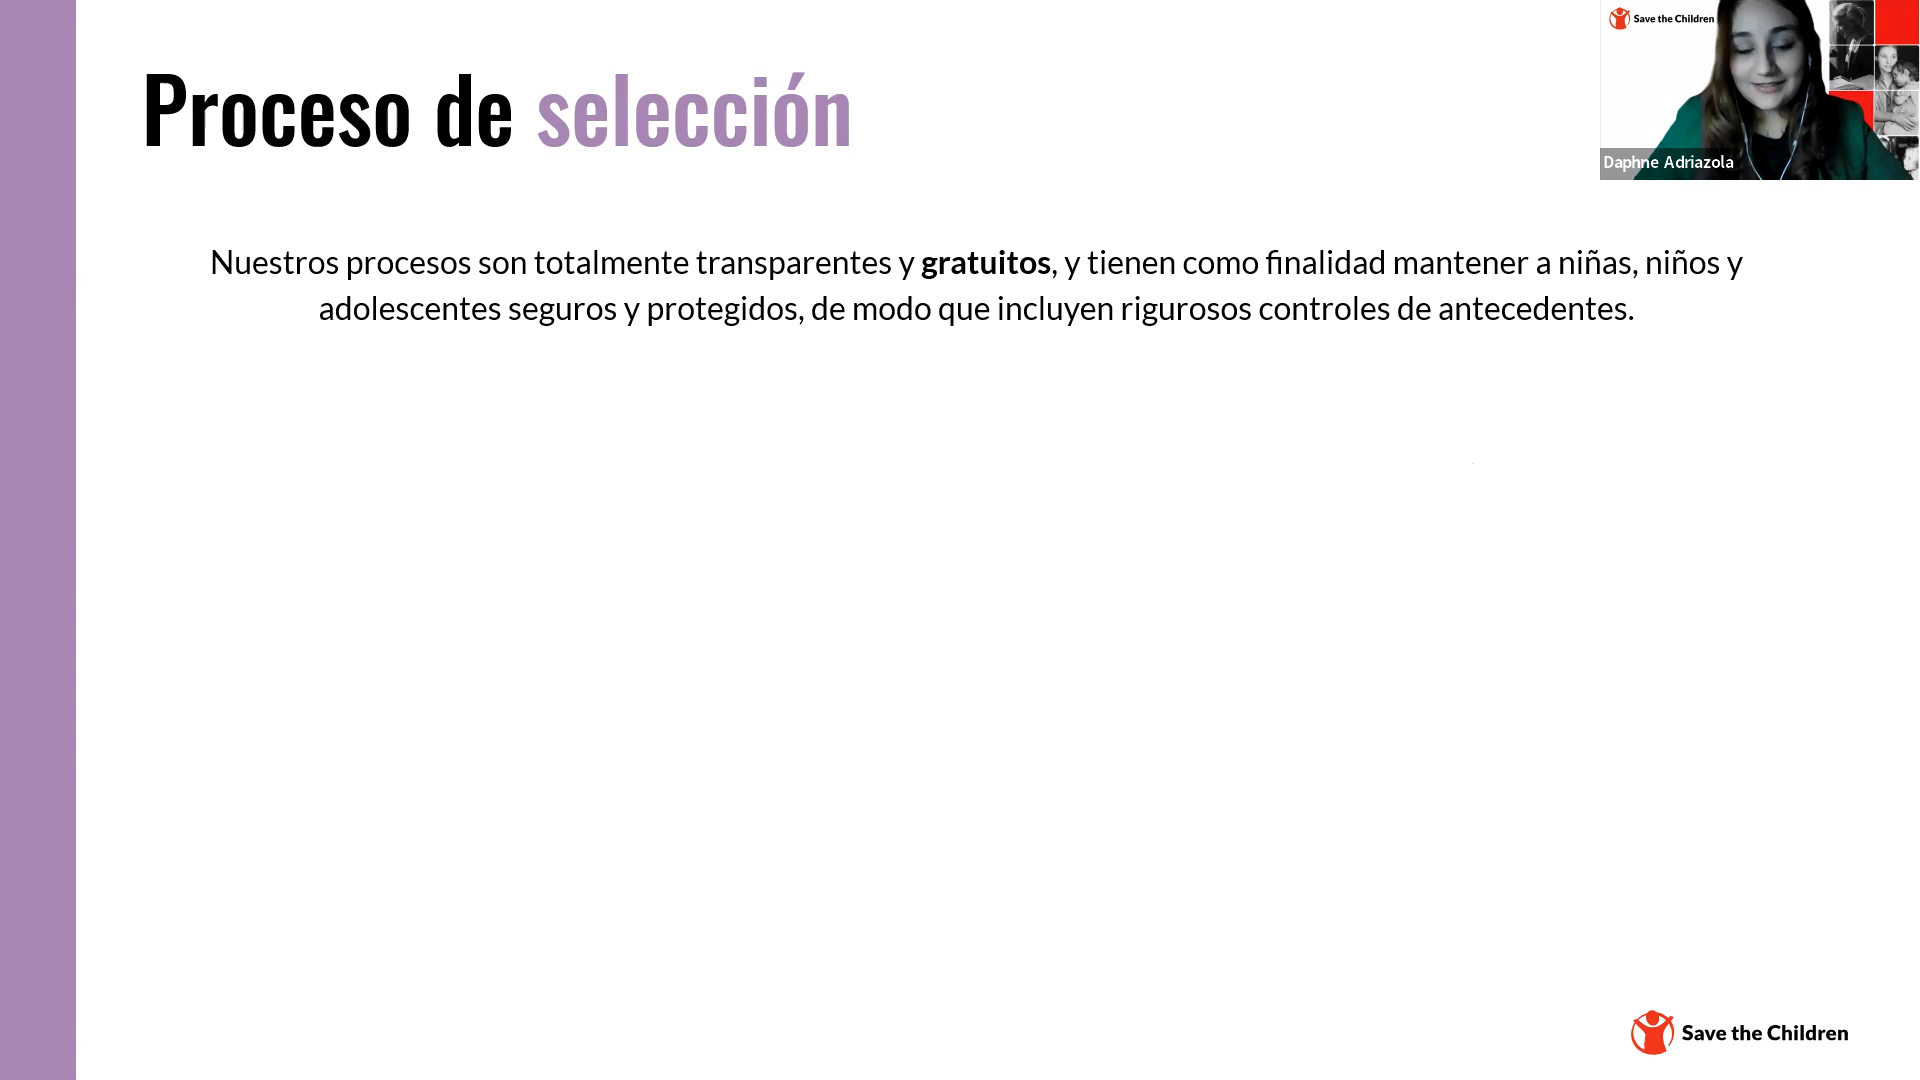 Save the Children
Proceso de selección
Daphne Adriazola
Nuestros procesos son totalmente transparentes y gratuitos, y tienen como finalidad mantener a niñas, niños y
adolescentes seguros y protegidos, de modo que incluyen rigurosos controles de antecedentes.
Save the Children